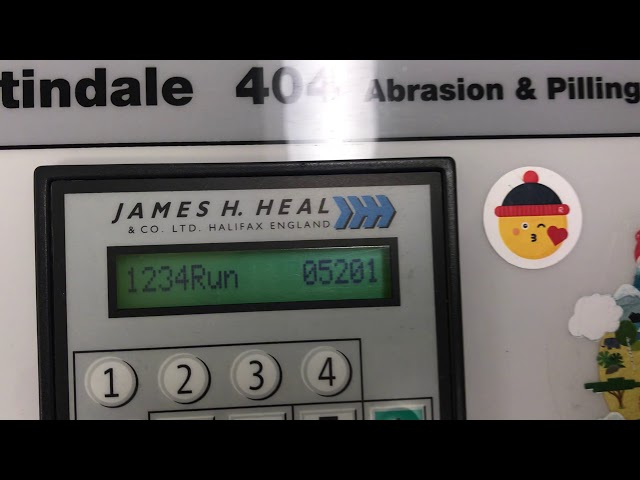 tindale 404 Abrasion & Pilling
JAMES H. HEAL
& CO. LTD. HALIFAX ENGLAND
1234Run 05201
1 2 3 4